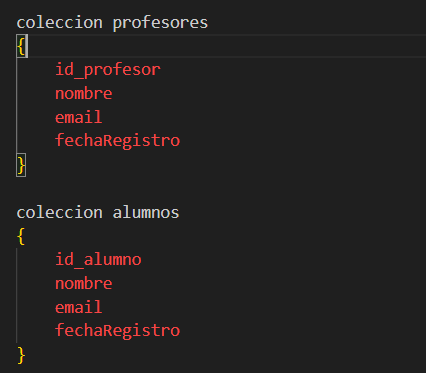 coleccion profesores
{
id_profesor
nombre
email
fechaRegistro
}
coleccion alumnos
{
id_alumno
nombre
email
fechaRegistro
}